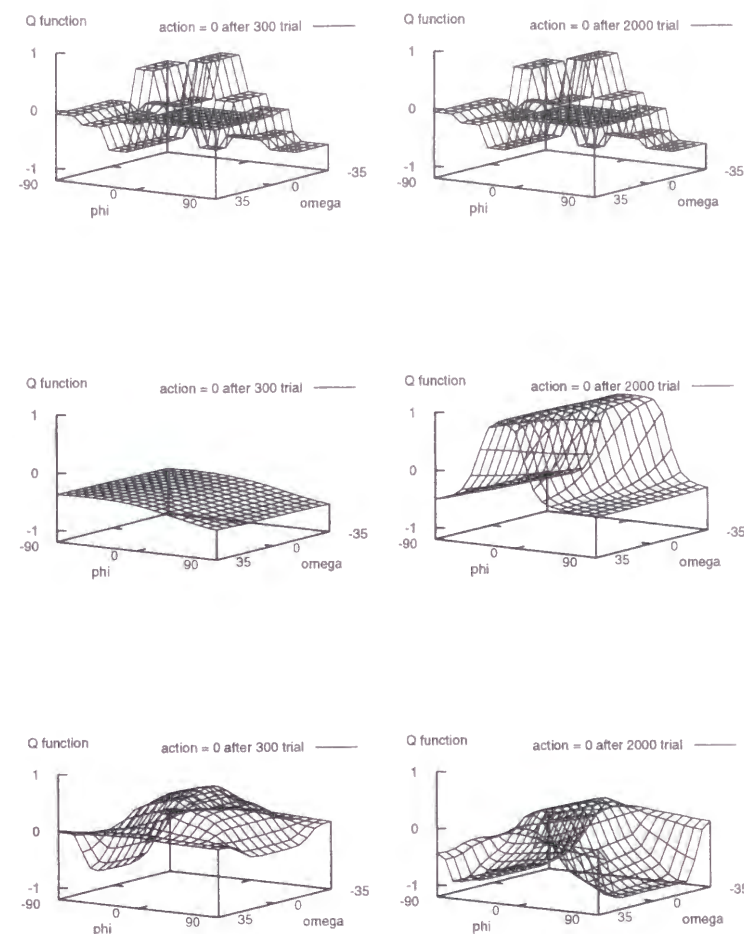 Q function
action = 0 after 300 trial
1
0
-1
-90
0
90
phi
35
0
-35
omega
Q function
action = 0 after 2000 trial
1
0
-1
-90
0
90
phi
35
0
-35
omega
Q function
action = 0 after 300 trial
1
0
-1
-90
0
90
phi
35
0
-35
omega
Q function
action = 0 after 2000 trial
1
0
-1
-90
0
90
phi
35
0
-35
omega
Q function
action = 0 after 300 trial
1
0
-1
-90
0
90
phi
35
0
-35
omega
Q function
action = 0 after 2000 trial
1
0
-1
-90
0
90
phi
35
0
-35
omega